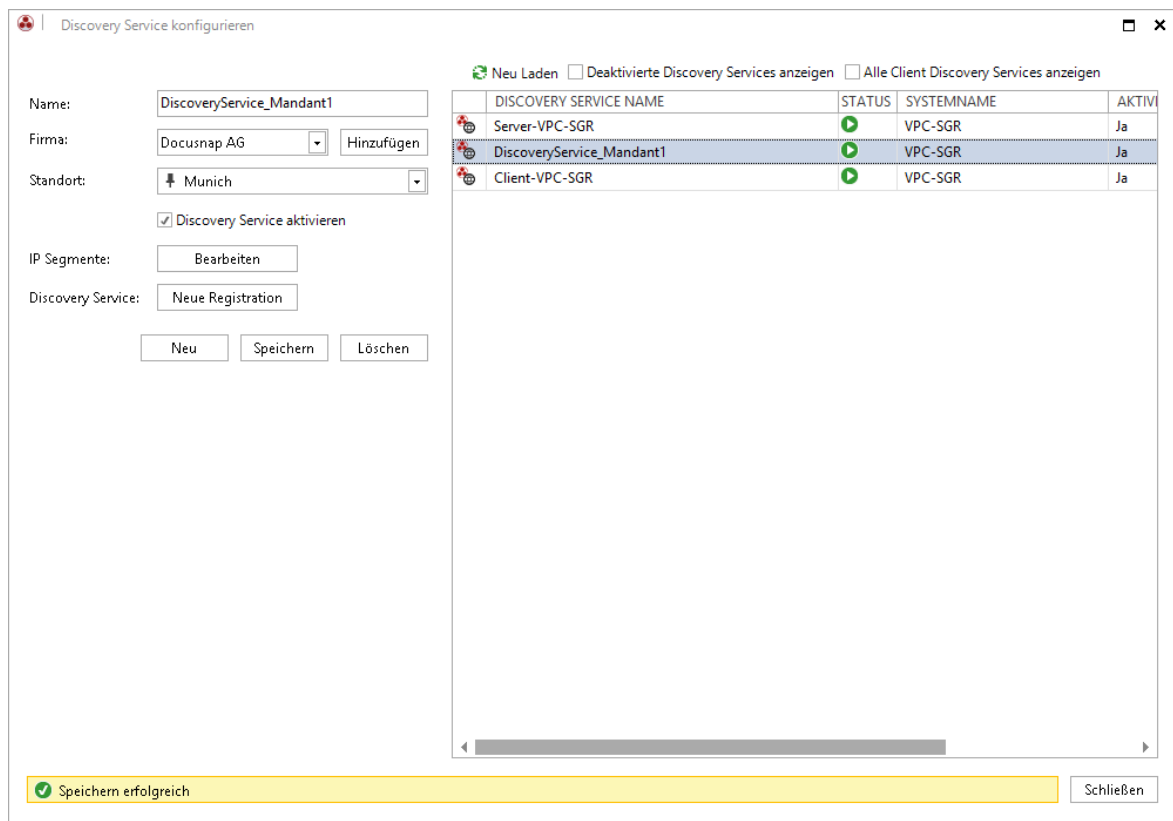 Discovery Service konfigurieren
Neu Laden Deaktivierte Discovery Services anzeigen Alle Client Discovery Services anzeigen
Name: DiscoveryService_Mandant1
Firma: Docusnap AG Hinzufügen
Standort: Munich
Discovery Service aktivieren
IP Segmente: Bearbeiten
Discovery Service: Neue Registration
Neu Speichern Löschen
DISCOVERY SERVICE NAME STATUS SYSTEMNAME AKTIVI
Server-VPC-SGR VPC-SGR Ja
DiscoveryService_Mandant1 VPC-SGR Ja
Client-VPC-SGR VPC-SGR Ja
Speichern erfolgreich Schließen